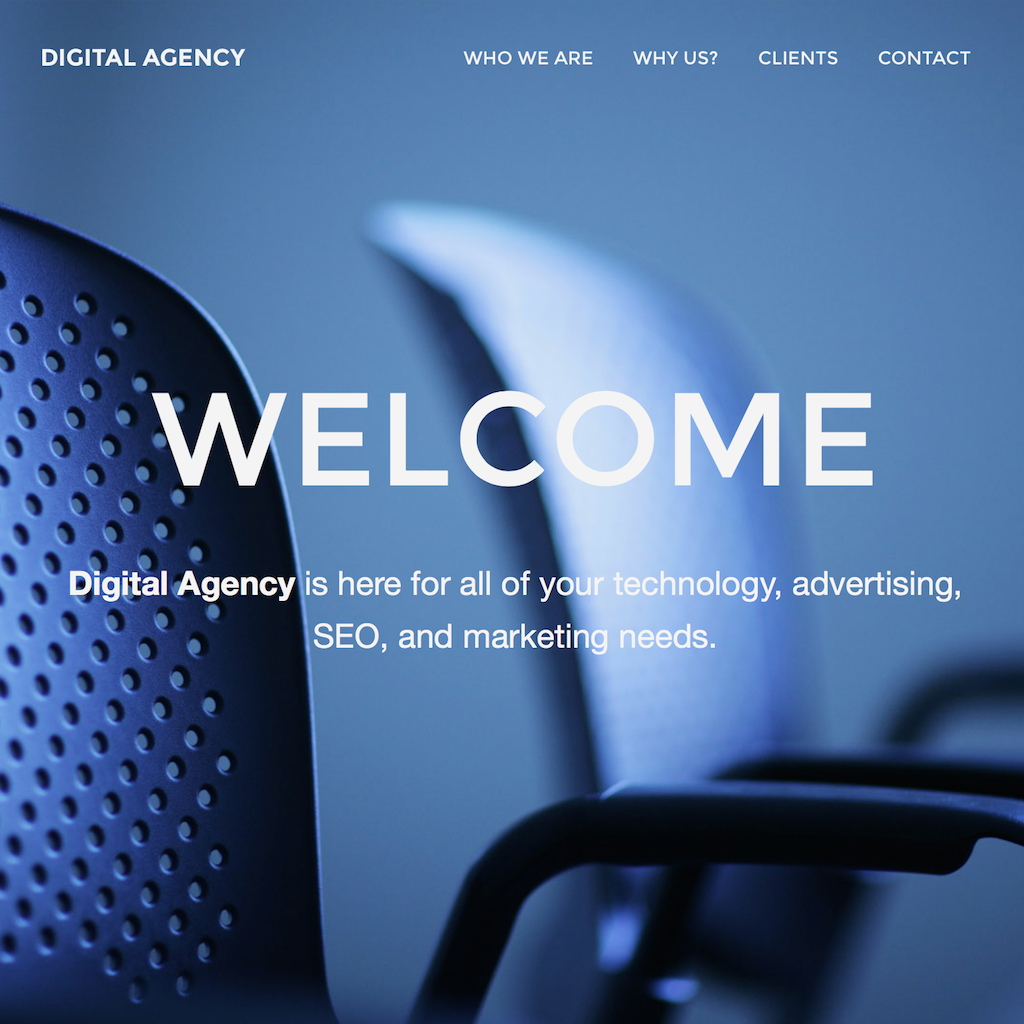 DIGITAL AGENCY WHO WE ARE WHY US? CLIENTS CONTACT
WELCOME
Digital Agency is here for all of your technology, advertising,
SEO, and marketing needs.